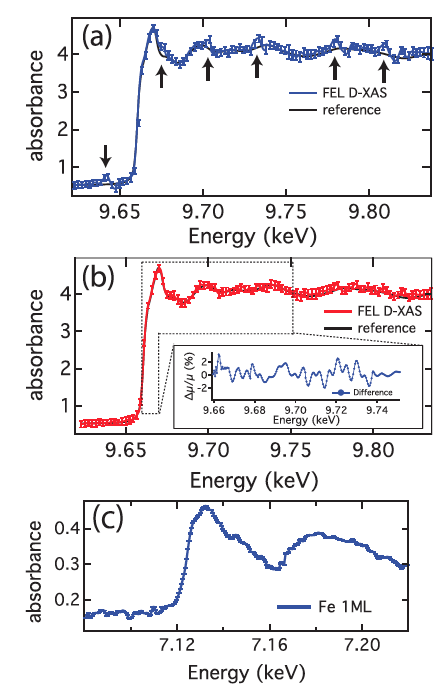 (a)
4
3
2
1
absorbance
FEL D-XAS
reference
9.65 9.70 9.75 9.80
Energy (keV)
(b)
4
3
2
1
absorbance
FEL D-XAS
reference
Δμ/μ (%)
2
0
-2
Difference
9.66 9.68 9.70 9.72 9.74
Energy (keV)
9.65 9.70 9.75 9.80
Energy (keV)
(c)
0.4
0.3
0.2
absorbance
Fe 1ML
7.12 7.16 7.20
Energy (keV)